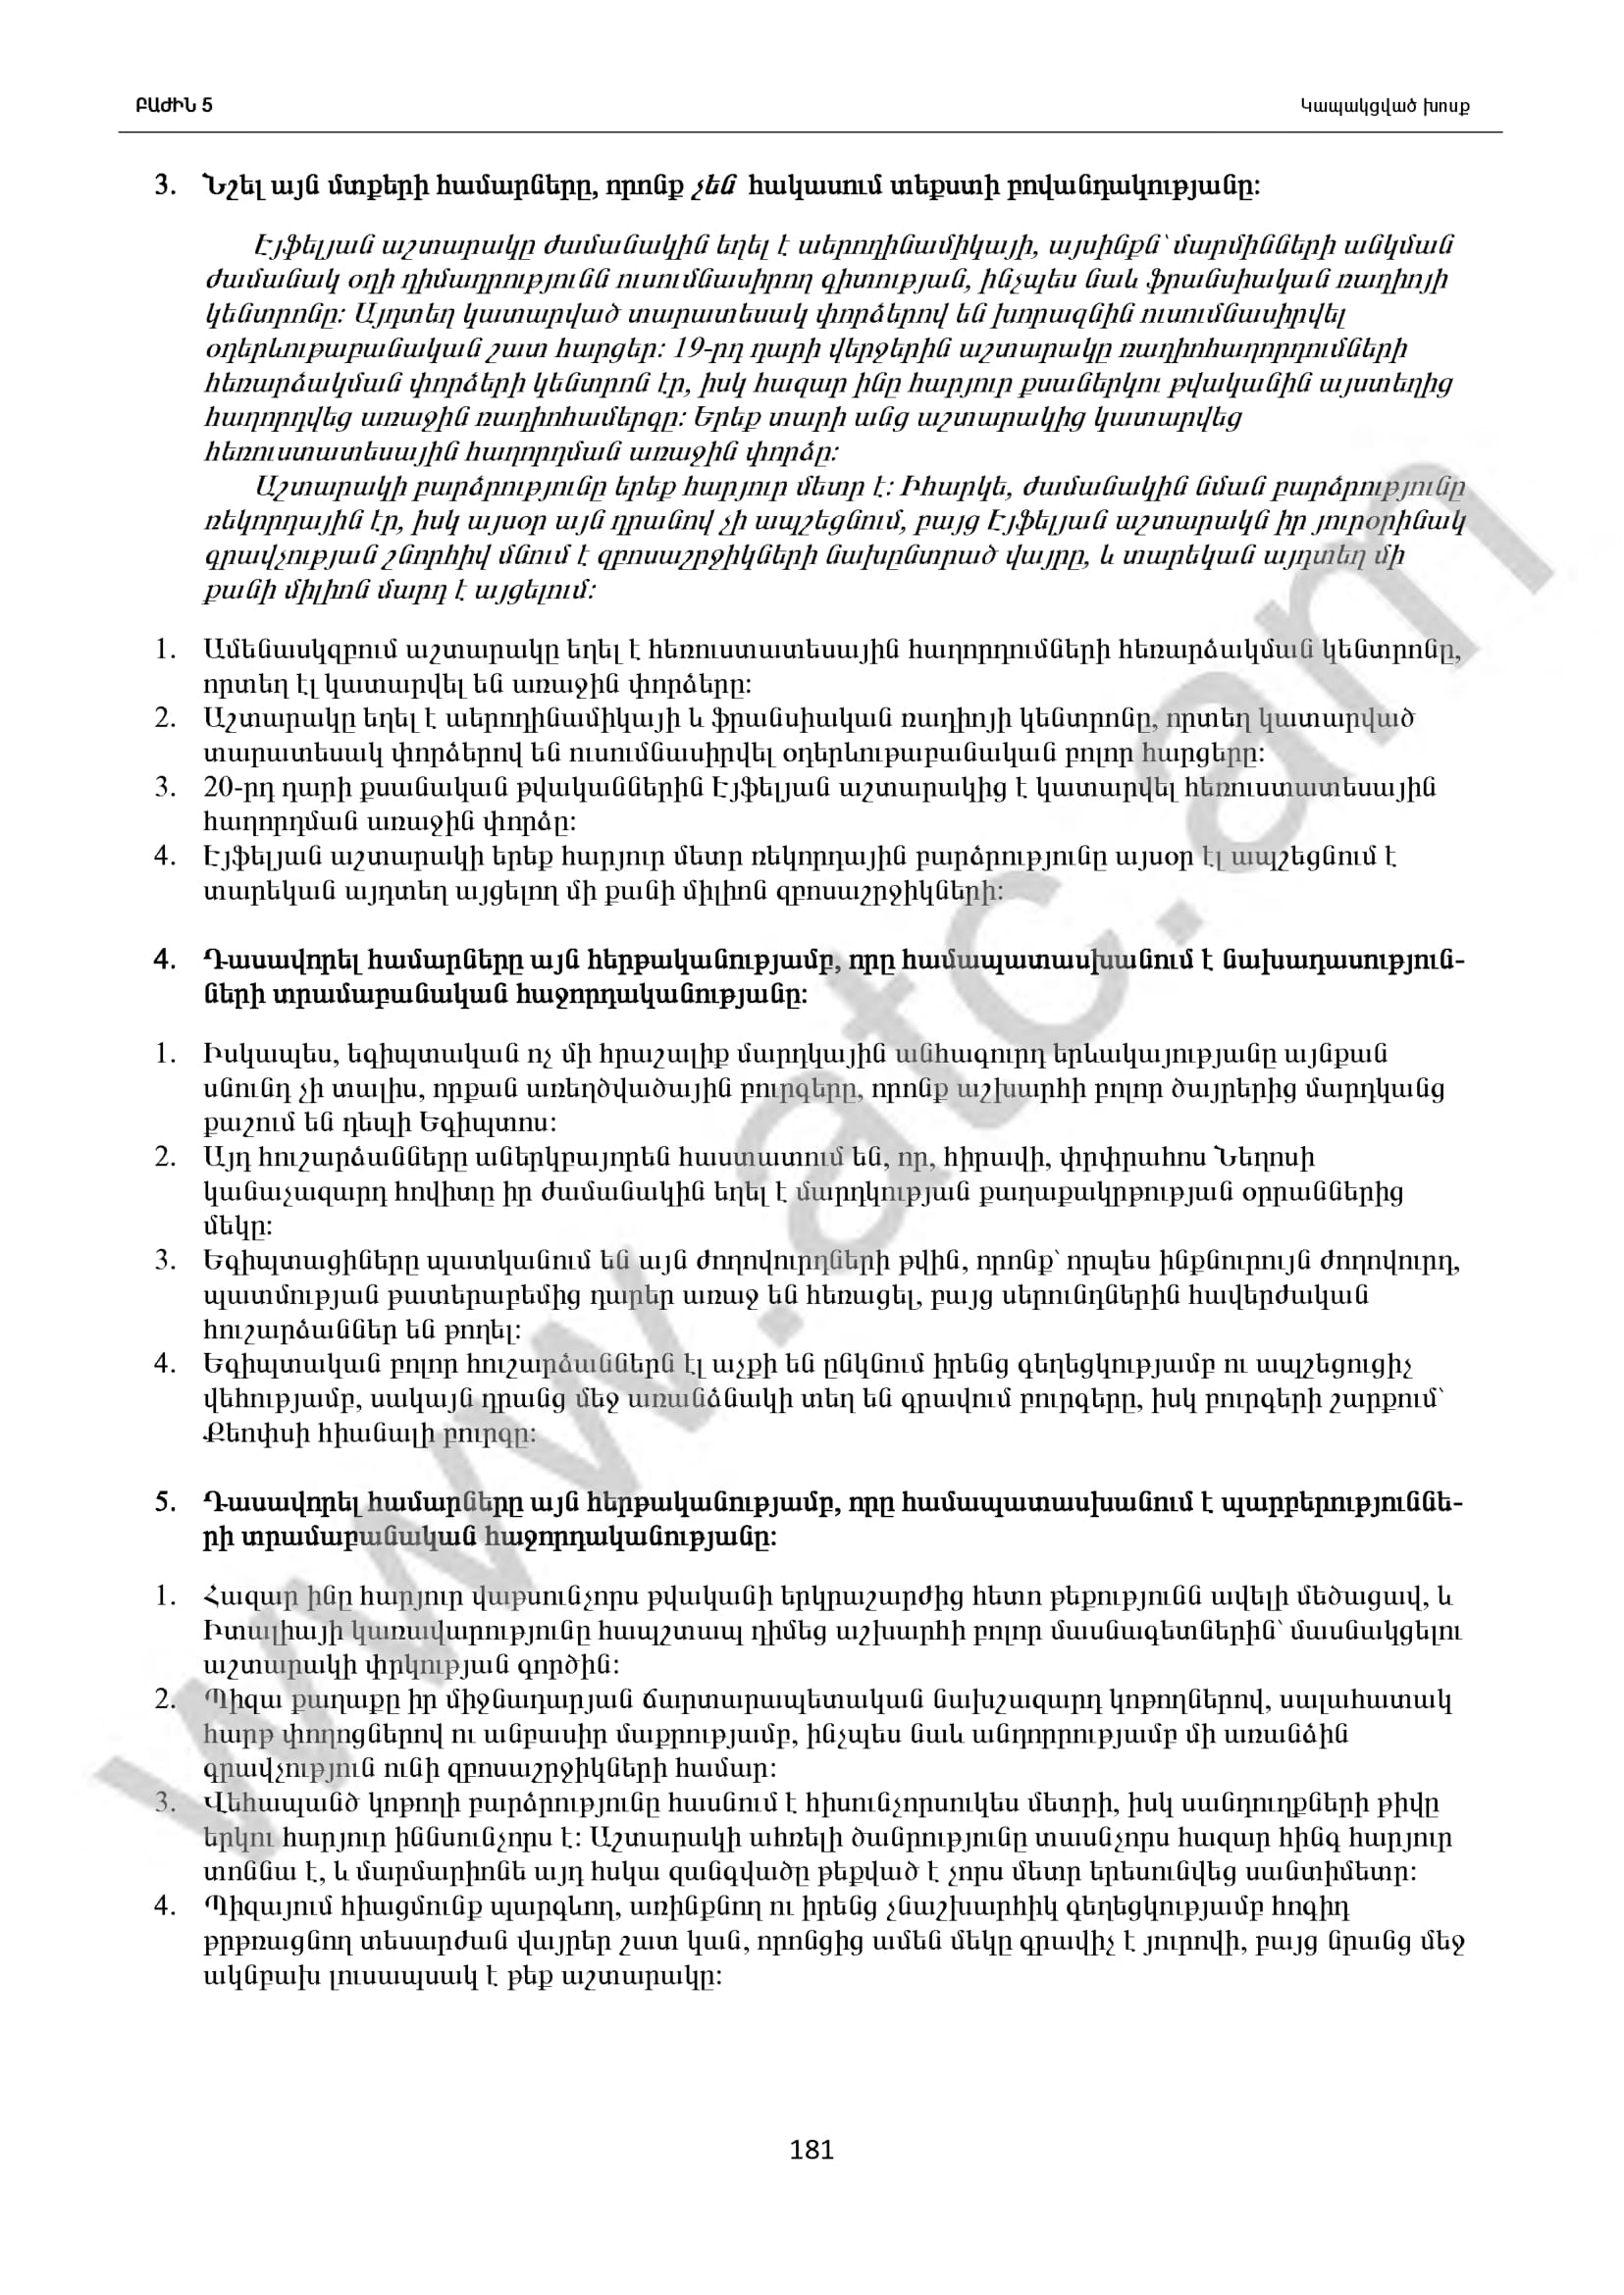 ԲԱԺԻՆ 5
Կապակցված խոսք
3. Նշել այն մտքերի համարները, որոնք չեն հակասում տեքստի բովանդակությանը:
Էյֆելյան աշտարակը ժամանակին եղել է աերոդինամիկայի, այսինքն՝ մարմինների անկման
ժամանակ օդի դիմադրությունն ուսումնասիրող գիտության, ինչպես նաև ֆրանսիական ռադիոյի
կենտրոնը: Այդտեղ կատարված տարատեսակ փորձերով են խորազնին ուսումնասիրվել
օդերևութաբանական շատ հարցեր: 19-րդ դարի վերջերին աշտարակը ռադիոհաղորդումների
հեռարձակման փորձերի կենտրոն էր, իսկ հազար ինը հարյուր քսաներկու թվականին այստեղից
հաղորդվեց առաջին ռադիոհամերգը: Երեք տարի անց աշտարակից կատարվեց
հեռուստատեսային հաղորդման առաջին փորձը:
Աշտարակի բարձրությունը երեք հարյուր մետր է: Իհարկե, ժամանակին նման բարձրությունը
ռեկորդային էր, իսկ այսօր այն դրանով չի ապշեցնում, բայց Էյֆելյան աշտարակն իր յուրօրինակ
գրավչության շնորհիվ մնում է զբոսաշրջիկների նախընտրած վայրը, և տարեկան այդտեղ մի
քանի միլիոն մարդ է այցելում:
1. Ամենասկզբում աշտարակը եղել է հեռուստատեսային հաղորդումների հեռարձակման կենտրոնը,
որտեղ էլ կատարվել են առաջին փորձերը:
2. Աշտարակը եղել է աերոդինամիկայի և ֆրանսիական ռադիոյի կենտրոնը, որտեղ կատարված
տարատեսակ փորձերով են ուսումնասիրվել օդերևութաբանական բոլոր հարցերը:
3. 20-րդ դարի քսանական թվականներին Էյֆելյան աշտարակից է կատարվել հեռուստատեսային
հաղորդման առաջին փորձը:
4. Էյֆելյան աշտարակի երեք հարյուր մետր ռեկորդային բարձրությունը այսօր էլ ապշեցնում է
տարեկան այդտեղ այցելող մի քանի միլիոն զբոսաշրջիկների:
4. Դասավորել համարները այն հերթականությամբ, որը համապատասխանում է նախադասություն-
ների տրամաբանական հաջորդականությանը:
1. Իսկապես, եգիպտական ոչ մի հրաշալիք մարդկային անհագուրդ երևակայությանը այնքան
սնունդ չի տալիս, որքան առեղծվածային բուրգերը, որոնք աշխարհի բոլոր ծայրերից մարդկանց
քաշում են դեպի Եգիպտոս:
2. Այդ հուշարձանները աներկբայորեն հաստատում են, որ, հիրավի, փրփրահոս Նեղոսի
կանաչազարդ հովիտը իր ժամանակին եղել է մարդկության քաղաքակրթության օրրաններից
մեկը:
3. Եգիպտացիները պատկանում են այն ժողովուրդների թվին, որոնք՝ որպես ինքնուրույն ժողովուրդ,
պատմության թատերաբեմից դարեր առաջ են հեռացել, բայց սերունդներին հավերժական
հուշարձաններ են թողել:
4. Եգիպտական բոլոր հուշարձաններն էլ աչքի են ընկնում իրենց գեղեցկությամբ ու ապշեցուցիչ
վեհությամբ, սակայն դրանց մեջ առանձնակի տեղ են գրավում բուրգերը, իսկ բուրգերի շարքում՝
Քեոփսի հիանալի բուրգը:
5. Դասավորել համարները այն հերթականությամբ, որը համապատասխանում է պարբերություննե-
րի տրամաբանական հաջորդականությանը:
1. Հազար ինը հարյուր վաթսունչորս թվականի երկրաշարժից հետո թեքությունն ավելի մեծացավ, և
Իտալիայի կառավարությունը հապշտապ դիմեց աշխարհի բոլոր մասնագետներին՝ մասնակցելու
աշտարակի փրկության գործին:
2. Պիզա քաղաքը իր միջնադարյան ճարտարապետական նախշազարդ կոթողներով, սալահատակ
հարթ փողոցներով ու անբասիր մաքրությամբ, ինչպես նաև անդորրությամբ մի առանձին
գրավչություն ունի զբոսաշրջիկների համար:
3. Վեհապանծ կոթողի բարձրությունը հասնում է հիսունչորսուկես մետրի, իսկ սանդուղքների թիվը
երկու հարյուր իննսունչորս է: Աշտարակի ահռելի ծանրությունը տասնչորս հազար հինգ հարյուր
տոննա է, և մարմարիոնե այդ հսկա զանգվածը թեքված է չորս մետր երեսունվեց սանտիմետր:
4. Պիզայում հիացմունք պարգևող, առինքնող ու իրենց չնաշխարհիկ գեղեցկությամբ հոգիդ
թրթռացնող տեսարժան վայրեր շատ կան, որոնցից ամեն մեկը գրավիչ է յուրովի, բայց նրանց մեջ
ակնբախ լուսապսակ է թեք աշտարակը:
181
www.atc.am